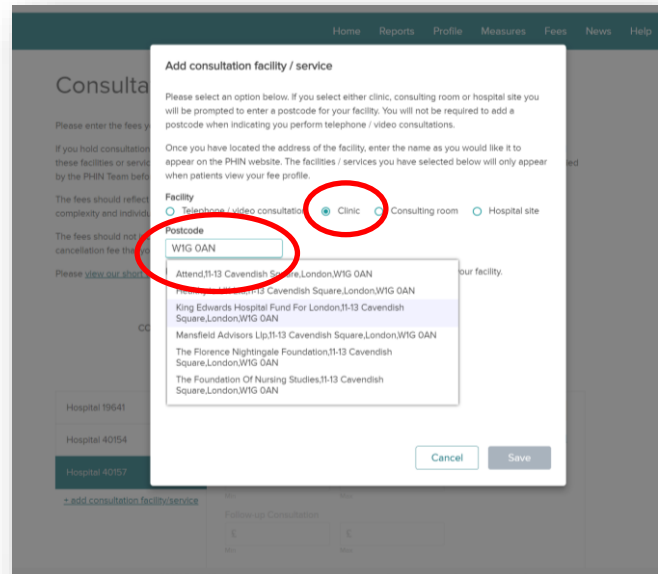 Home Reports Profile Measures Fees News Help
Consulta
Please enter the fees y
If you hold consultation
these facilities or servic
by the PHIN Team befo
The fees should reflect
complexity and individu
The fees should not in
cancellation fee that yo
Please view our short
co
Add consultation facility / service
Please select an option below. If you select either clinic, consulting room or hospital site you
will be prompted to enter a postcode for your facility. You will not be required to add a
postcode when indicating you perform telephone / video consultations.
Once you have located the address of the facility, enter the name as you would like it to
appear on the PHIN website. The facilities / services you have selected below will only appear
when patients view your fee profile.
Facility
Telephone / video consultation Clinic Consulting room Hospital site
Postcode
W1G 0AN
Attend,11-13 Cavendish Square,London,W1G 0AN
11-13 Cavendish Square,London,W1G 0AN
King Edwards Hospital Fund For London,11-13 Cavendish
Square,London,W1G 0AN
Mansfield Advisors Llp,11-13 Cavendish Square,London,W1G 0AN
The Florence Nightingale Foundation,11-13 Cavendish
Square,London,W1G 0AN
The Foundation Of Nursing Studies,11-13 Cavendish
Square,London,W1G 0AN
our facility.
Cancel Save
Hospital 19641
Hospital 40154
Hospital 40157
+ add consultation facility/service
Min Max
Follow-up Consultation
£ £
Min Max